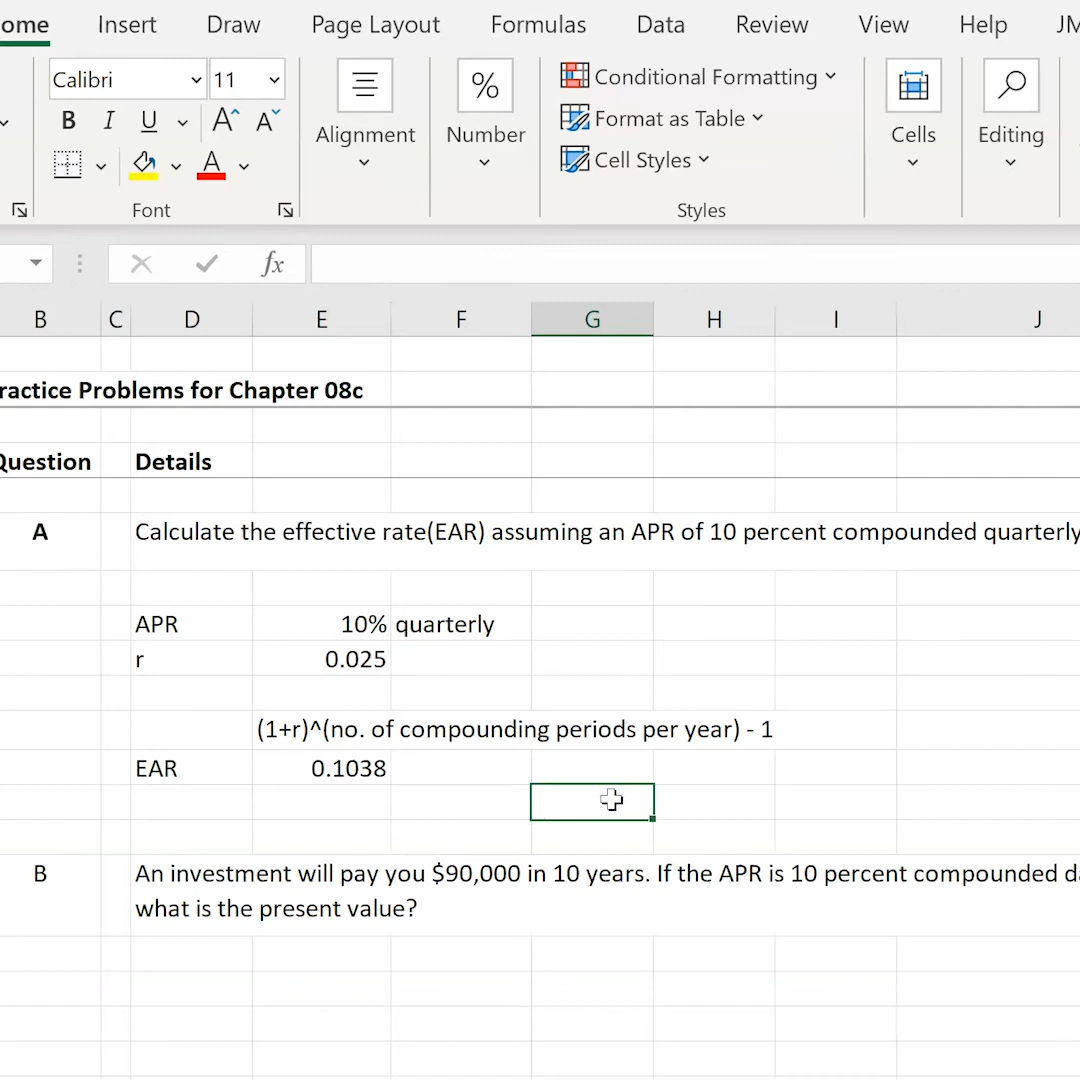 ome Insert Draw Page Layout Formulas Data Review View Help JM
Calibri 11 % Conditional Formatting
B I U A A Alignment Number Format as Table Cells Editing
A Cell Styles
Font Styles
fx
B C D E F G H I J
ractice Problems for Chapter 08c
Question Details
A Calculate the effective rate(EAR) assuming an APR of 10 percent compounded quarterly
APR 10% quarterly
r 0.025
(1+r)^(no. of compounding periods per year) - 1
EAR 0.1038
B An investment will pay you $90,000 in 10 years. If the APR is 10 percent compounded da
what is the present value?